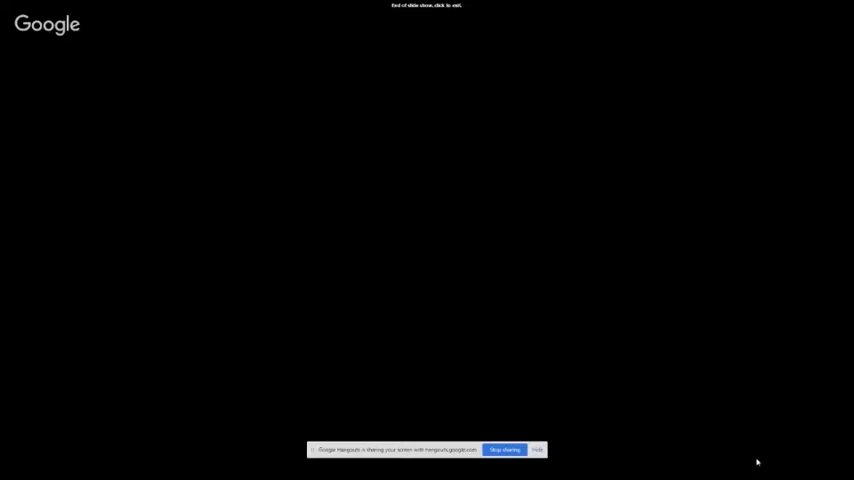 End of slide show, click to exit.
Google
Google Hangouts is sharing your screen with hangouts.google.com.
Stop sharing
Hide